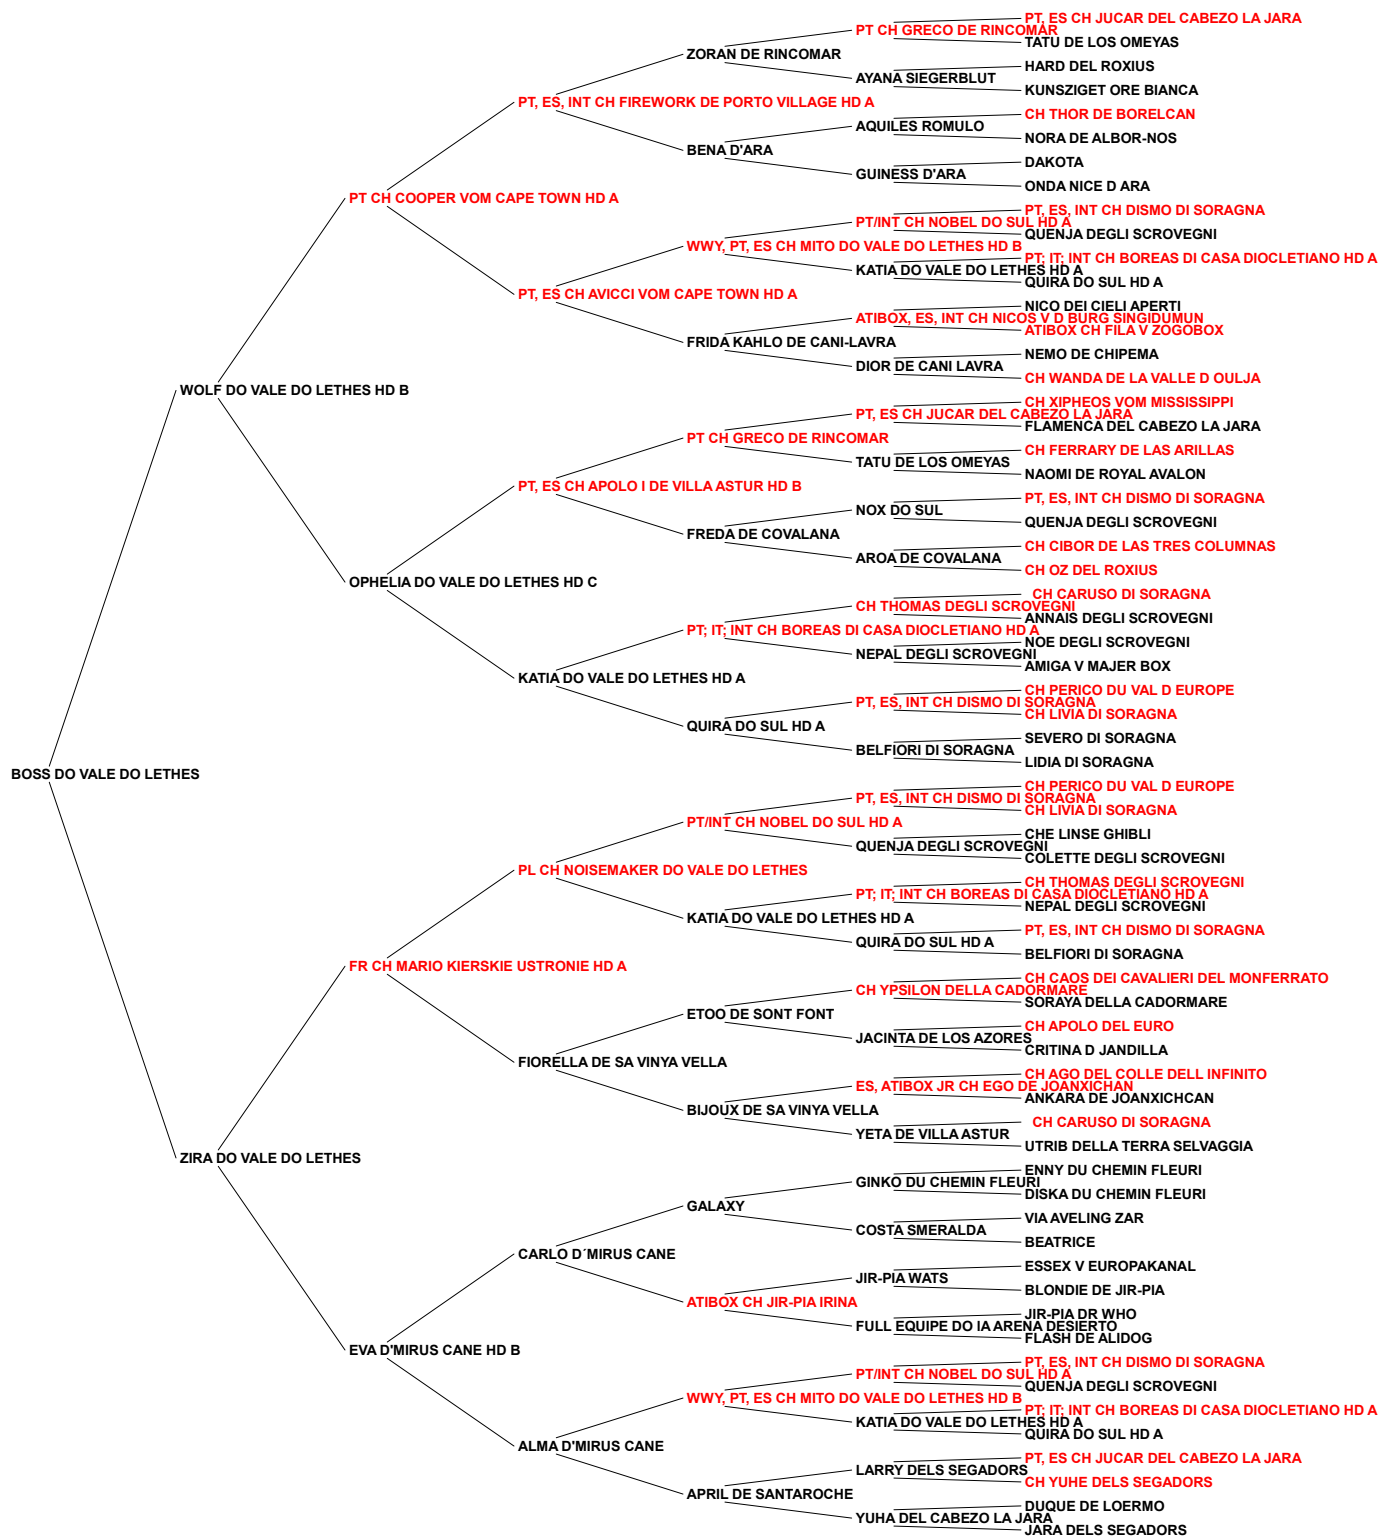 PT, ES CH JUCAR DEL CABEZO LA JARA
PT CH GRECO DE RINCOMAR
TATU DE LOS OMEYAS
ZORAN DE RINCOMAR
HARD DEL ROXIUS
AYANA SIEGERBLUT
KUNSZIGET ORE BIANCA
PT, ES, INT CH FIREWORK DE PORTO VILLAGE HD A
CH THOR DE BORELCAN
AQUILES ROMULO
NORA DE ALBOR-NOS
BENA D'ARA
DAKOTA
GUINESS D'ARA
ONDA NICE D ARA
PT CH COOPER VOM CAPE TOWN HD A
PT, ES, INT CH DISMO DI SORAGNA
PT/INT CH NOBEL DO SUL HD A
QUENJA DEGLI SCROVEGNI
WWY, PT, ES CH MITO DO VALE DO LETHES HD B
PT; IT; INT CH BOREAS DI CASA DIOCLETIANO HD A
KATIA DO VALE DO LETHES HD A
QUIRA DO SUL HD A
PT, ES CH AVICCI VOM CAPE TOWN HD A
NICO DEI CIELI APERTI
ATIBOX, ES, INT CH NICOS V D BURG SINGIDUMUN
ATIBOX CH FILA V ZOGOBOX
FRIDA KAHLO DE CANI-LAVRA
NEMO DE CHIPEMA
DIOR DE CANI LAVRA
CH WANDA DE LA VALLE D OULJA
WOLF DO VALE DO LETHES HD B
CH XIPHEOS VOM MISSISSIPPI
PT, ES CH JUCAR DEL CABEZO LA JARA
FLAMENCA DEL CABEZO LA JARA
PT CH GRECO DE RINCOMAR
CH FERRARY DE LAS ARILLAS
TATU DE LOS OMEYAS
NAOMI DE ROYAL AVALON
PT, ES CH APOLO I DE VILLA ASTUR HD B
PT, ES, INT CH DISMO DI SORAGNA
NOX DO SUL
QUENJA DEGLI SCROVEGNI
FREDA DE COVALANA
CH CIBOR DE LAS TRES COLUMNAS
AROA DE COVALANA
CH OZ DEL ROXIUS
OPHELIA DO VALE DO LETHES HD C
CH CARUSO DI SORAGNA
CH THOMAS DEGLI SCROVEGNI
ANNAIS DEGLI SCROVEGNI
PT; IT; INT CH BOREAS DI CASA DIOCLETIANO HD A
NOE DEGLI SCROVEGNI
NEPAL DEGLI SCROVEGNI
AMIGA V MAJER BOX
KATIA DO VALE DO LETHES HD A
CH PERICO DU VAL D EUROPE
PT, ES, INT CH DISMO DI SORAGNA
CH LIVIA DI SORAGNA
QUIRA DO SUL HD A
SEVERO DI SORAGNA
BELFIORI DI SORAGNA
LIDIA DI SORAGNA
BOSS DO VALE DO LETHES
CH PERICO DU VAL D EUROPE
PT, ES, INT CH DISMO DI SORAGNA
CH LIVIA DI SORAGNA
PT/INT CH NOBEL DO SUL HD A
CHE LINSE GHIBLI
QUENJA DEGLI SCROVEGNI
COLETTE DEGLI SCROVEGNI
PL CH NOISEMAKER DO VALE DO LETHES
CH THOMAS DEGLI SCROVEGNI
PT; IT; INT CH BOREAS DI CASA DIOCLETIANO HD A
NEPAL DEGLI SCROVEGNI
KATIA DO VALE DO LETHES HD A
PT, ES, INT CH DISMO DI SORAGNA
QUIRA DO SUL HD A
BELFIORI DI SORAGNA
FR CH MARIO KIERSKIE USTRONIE HD A
CH CAOS DEI CAVALIERI DEL MONFERRATO
CH YPSILON DELLA CADORMARE
SORAYA DELLA CADORMARE
ETOO DE SONT FONT
CH APOLO DEL EURO
JACINTA DE LOS AZORES
CRITINA D JANDILLA
FIORELLA DE SA VINYA VELLA
CH AGO DEL COLLE DELL INFINITO
ES, ATIBOX JR CH EGO DE JOANXICHAN
ANKARA DE JOANXICHCAN
BIJOUX DE SA VINYA VELLA
CH CARUSO DI SORAGNA
YETA DE VILLA ASTUR
UTRIB DELLA TERRA SELVAGGIA
ZIRA DO VALE DO LETHES
ENNY DU CHEMIN FLEURI
GINKO DU CHEMIN FLEURI
DISKA DU CHEMIN FLEURI
GALAXY
VIA AVELING ZAR
COSTA SMERALDA
BEATRICE
CARLO D´MIRUS CANE
ESSEX V EUROPAKANAL
JIR-PIA WATS
BLONDIE DE JIR-PIA
ATIBOX CH JIR-PIA IRINA
JIR-PIA DR WHO
FULL EQUIPE DO IA ARENA DESIERTO
FLASH DE ALIDOG
EVA D'MIRUS CANE HD B
PT, ES, INT CH DISMO DI SORAGNA
PT/INT CH NOBEL DO SUL HD A
QUENJA DEGLI SCROVEGNI
WWY, PT, ES CH MITO DO VALE DO LETHES HD B
PT; IT; INT CH BOREAS DI CASA DIOCLETIANO HD A
KATIA DO VALE DO LETHES HD A
QUIRA DO SUL HD A
ALMA D'MIRUS CANE
PT, ES CH JUCAR DEL CABEZO LA JARA
LARRY DELS SEGADORS
CH YUHE DELS SEGADORS
APRIL DE SANTAROCHE
DUQUE DE LOERMO
YUHA DEL CABEZO LA JARA
JARA DELS SEGADORS